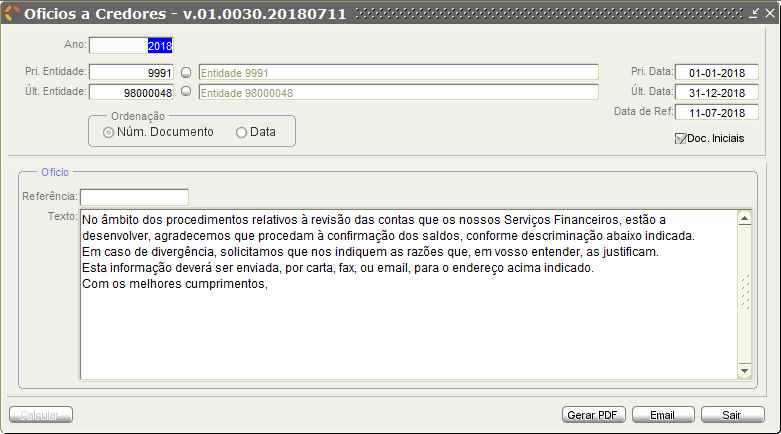 Oficios a Credores - v.01.0030.20180711
Ano: 2018
Pri. Entidade: 9991 Entidade 9991 Pri. Data: 01-01-2018
Últ. Entidade: 98000048 Entidade 98000048 Últ. Data: 31-12-2018
Data de Ref: 11-07-2018
Ordenação
Núm. Documento Data
Doc. Iniciais
Ofício
Referência:
Texto:
No âmbito dos procedimentos relativos à revisão das contas que os nossos Serviços Financeiros, estão a
desenvolver, agradecemos que procedam à confirmação dos saldos, conforme descriminação abaixo indicada.
Em caso de divergência, solicitamos que nos indiquem as razões que, em vosso entender, as justificam.
Esta informação deverá ser enviada, por carta, fax, ou email, para o endereço acima indicado.
Com os melhores cumprimentos,
Calcular Gerar PDF Email Sair